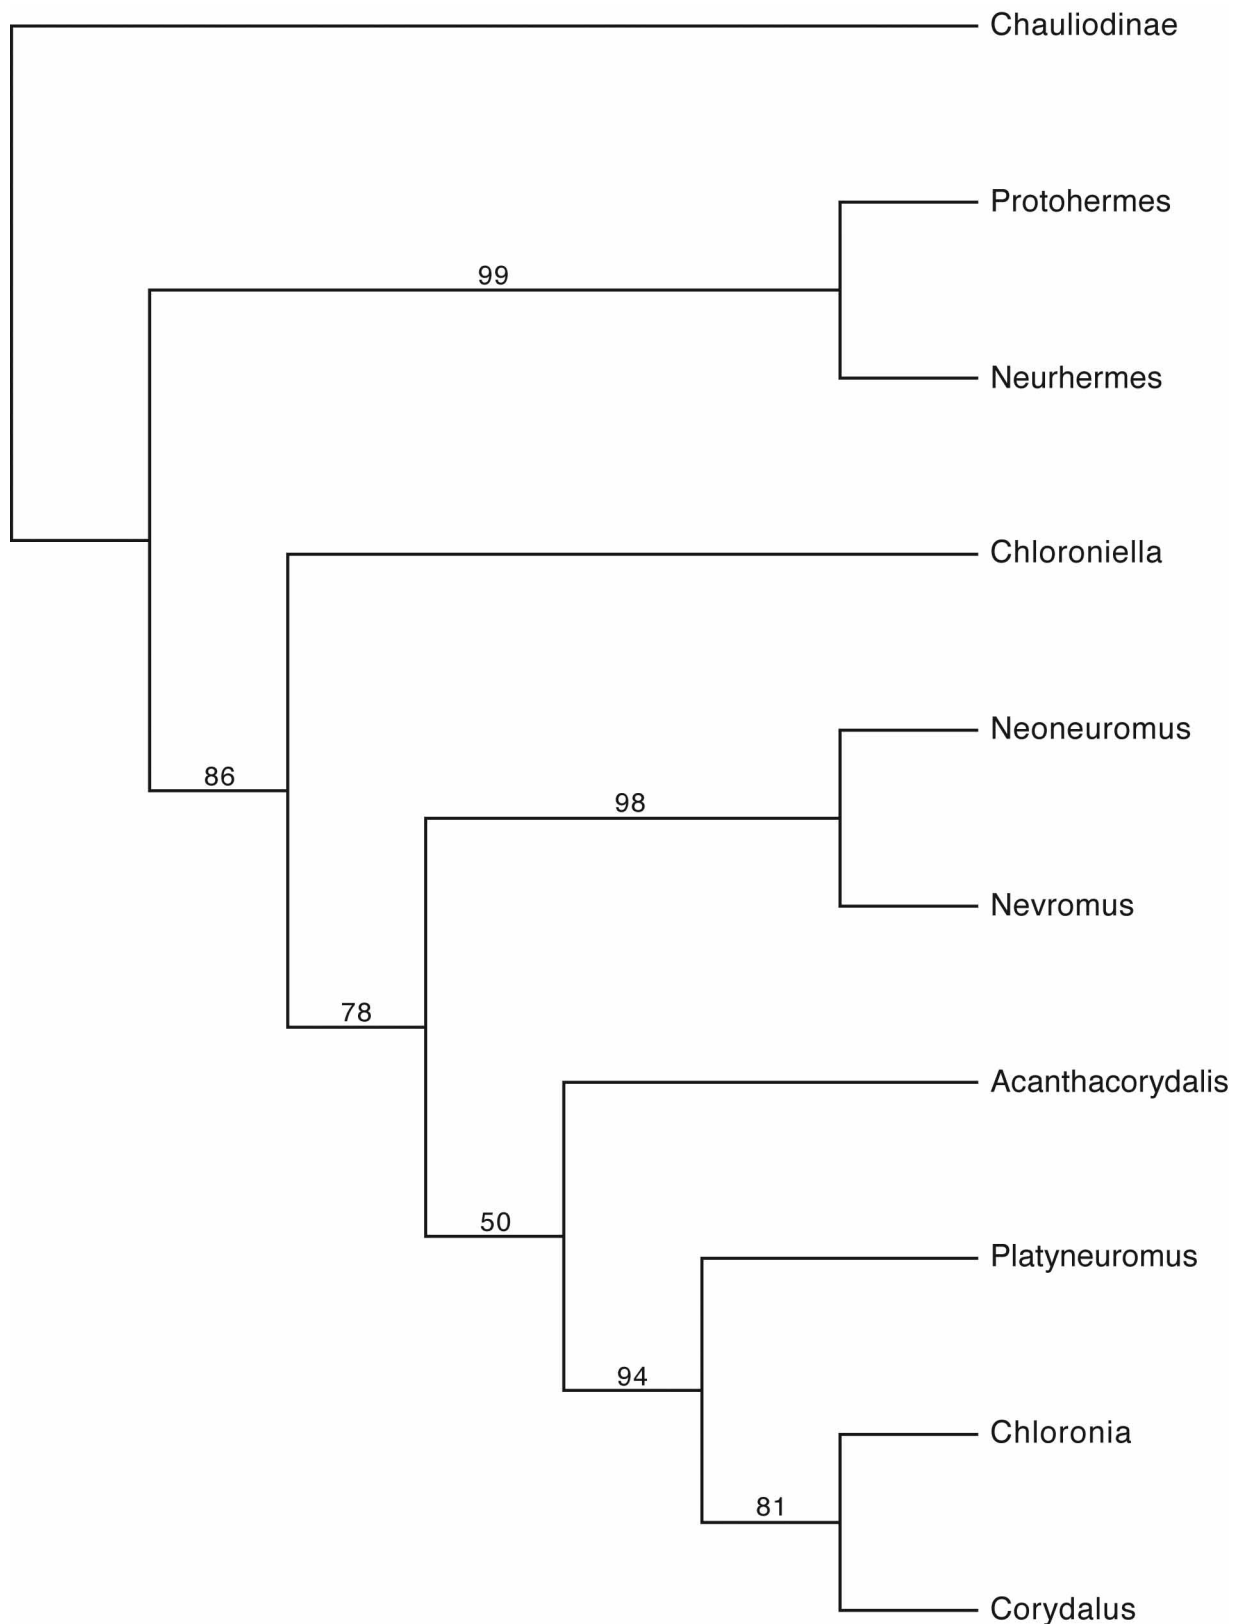 Chauliodinae
Protohermes
99
Neurhermes
Chloroniella
Neoneuromus
86
98
Nevromus
78
Acanthacorydalis
50
Platyneuromus
94
Chloronia
81
Corydalus